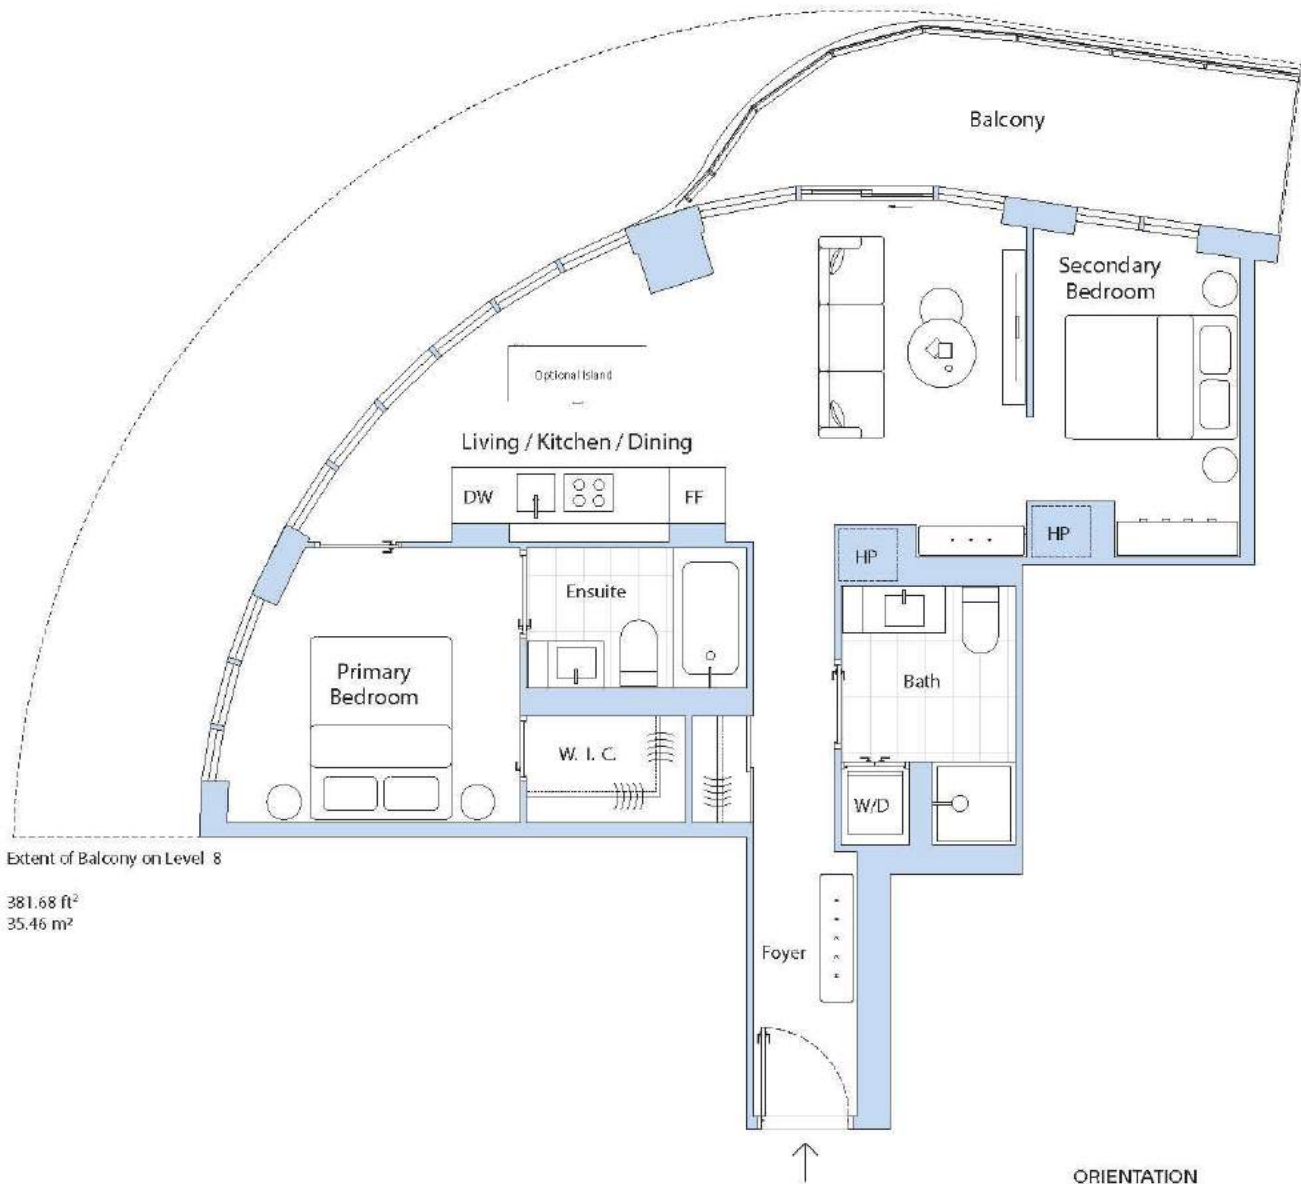 Balcony
Secondary
Bedroom
Optional Island
Living / Kitchen / Dining
DW
FF
HP
HP
Ensuite
Primary
Bedroom
Bath
W. I. C.
W/D
Extent of Balcony on Level 8
381.68 ft²
35.46 m²
Foyer
ORIENTATION